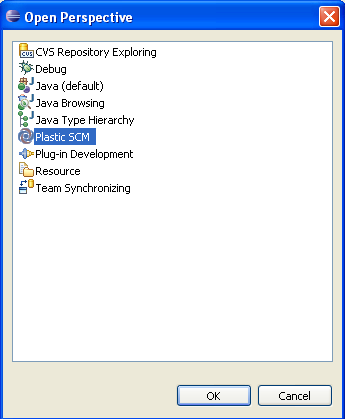 Open Perspective
CVS Repository Exploring
Debug
Java (default)
Java Browsing
Java Type Hierarchy
Plastic SCM
Plug-in Development
Resource
Team Synchronizing
OK
Cancel